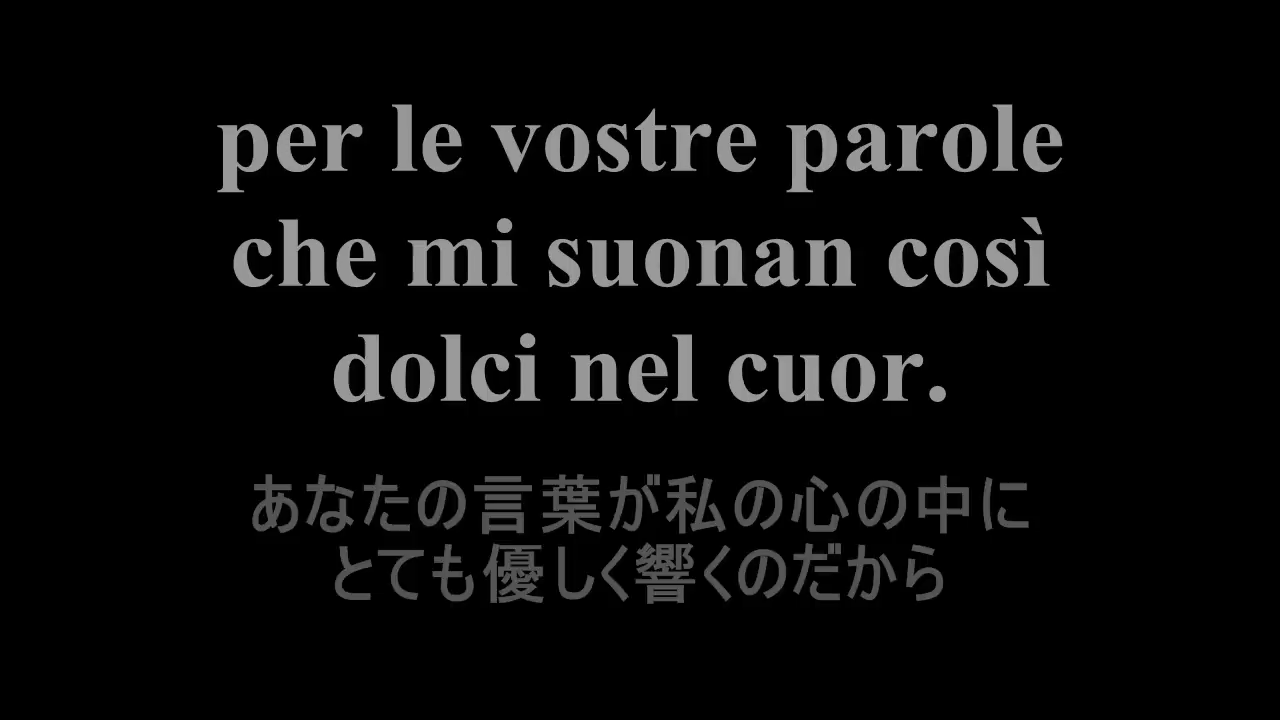 per le vostre parole
che mi suonan così
dolci nel cuor.
あなたの言葉が私の心の中に
とても優しく響くのだから